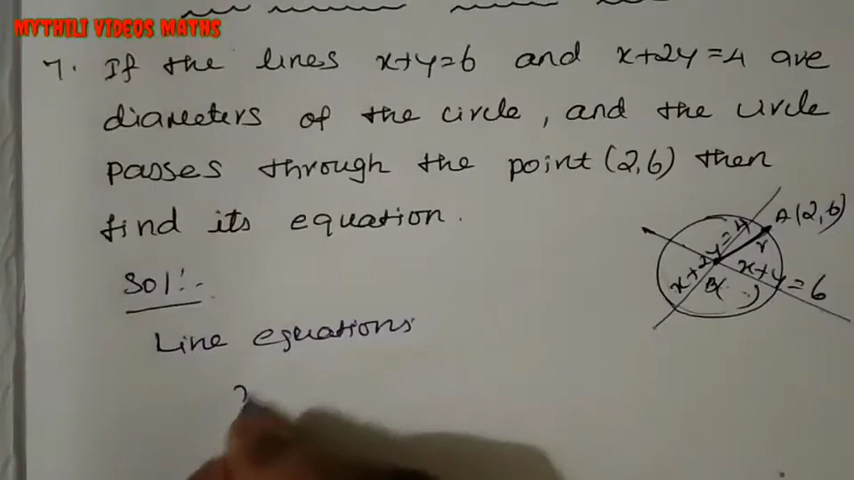 MYTHILI VIDEOS MATHS
7. If the lines x+y=6 and x+2y=4 are
diameters of the circle, and the circle
passes through the point (2,6) then
find its equation.
A(2,6)
x+2y=4
r
x+y=6
B( )
Sol:-
Line equations